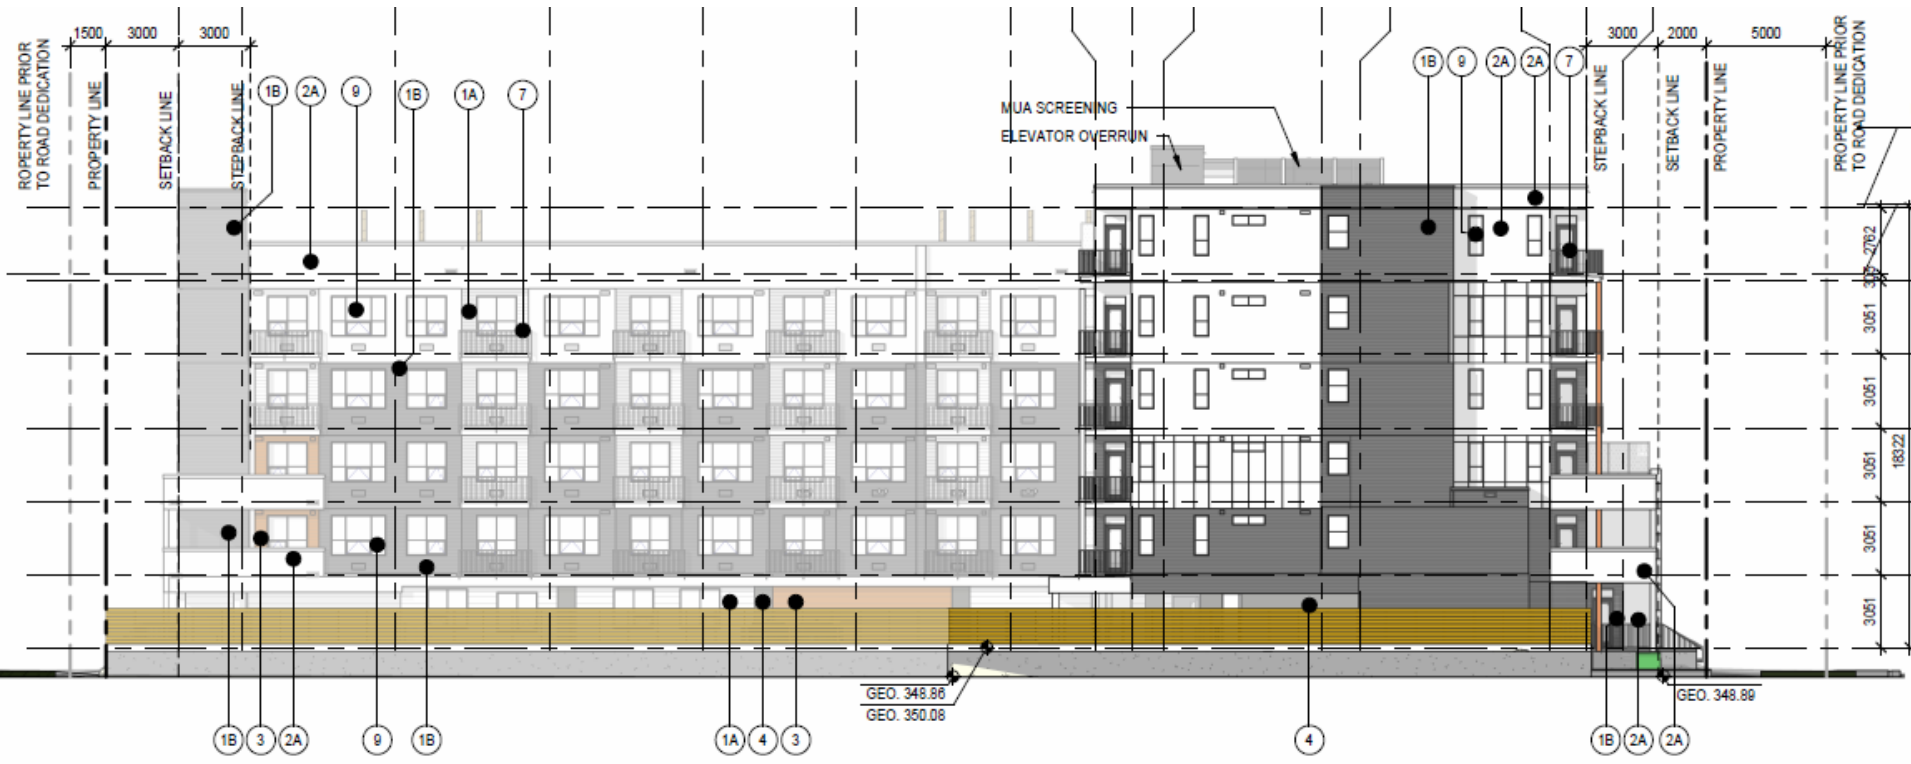 1500
3000
3000
3000
2000
5000
ROPERTY LINE PRIOR
TO ROAD DEDICATION
PROPERTY LINE
SETBACK LINE
STEPBACK LINE
1B
2A
9
1B
1A
7
MUA SCREENING
ELEVATOR OVERRUN
1B
9
2A
2A
7
STEPBACK LINE
SETBACK LINE
PROPERTY LINE
PROPERTY LINE PRIOR
TO ROAD DEDICATION
2762
3051
3051
3051
3051
3051
18322
GEO. 348.86
GEO. 350.08
GEO. 348.89
1B
3
2A
9
1B
1A
4
3
4
1B
2A
2A